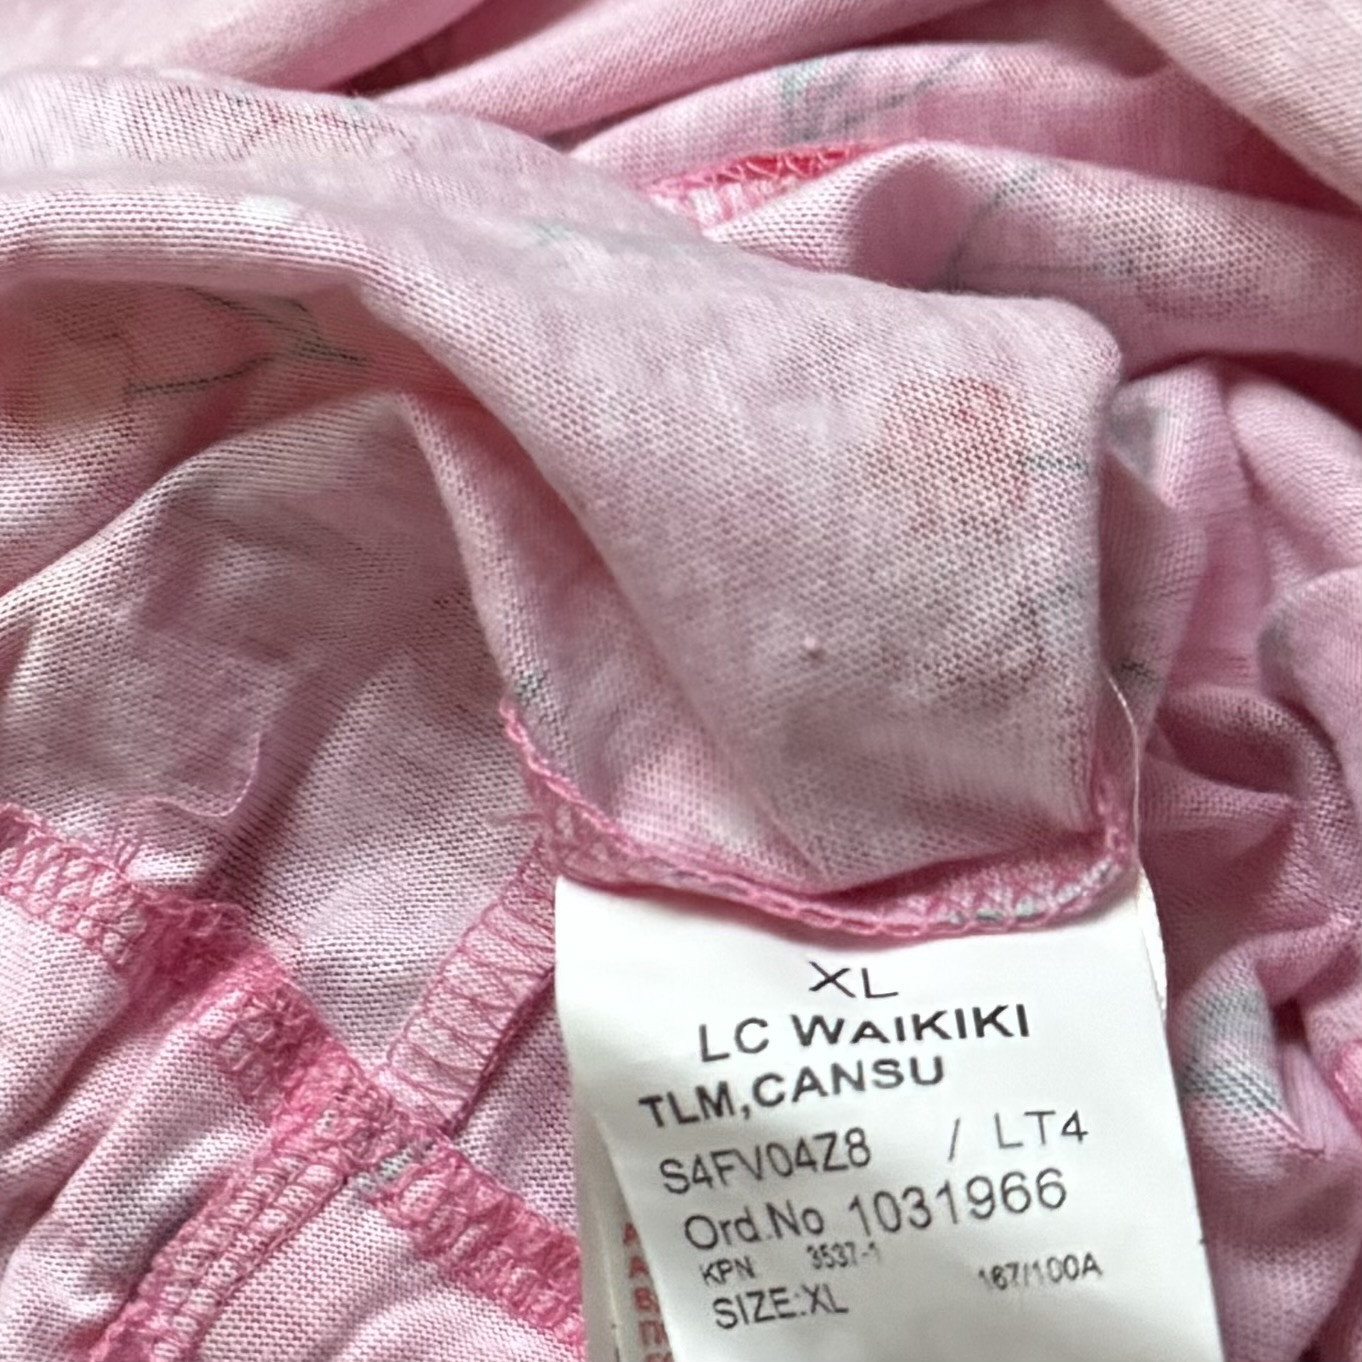 XL
LC WAIKIKI
TLM,CANSU
S4FV04Z8 / LT4
Ord.No 1031966
KPN 3537-1 167/100A
SIZE:XL